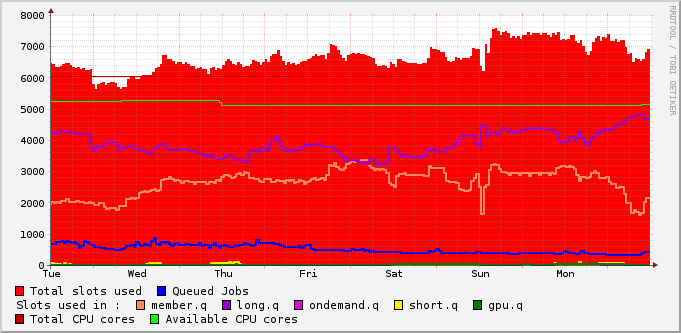 8000
7000
6000
5000
4000
3000
2000
1000
0
Tue Wed Thu Fri Sat Sun Mon
RRDTOOL / TOBI OETIKER
Total slots used Queued Jobs
Slots used in : member.q long.q ondemand.q short.q gpu.q
Total CPU cores Available CPU cores